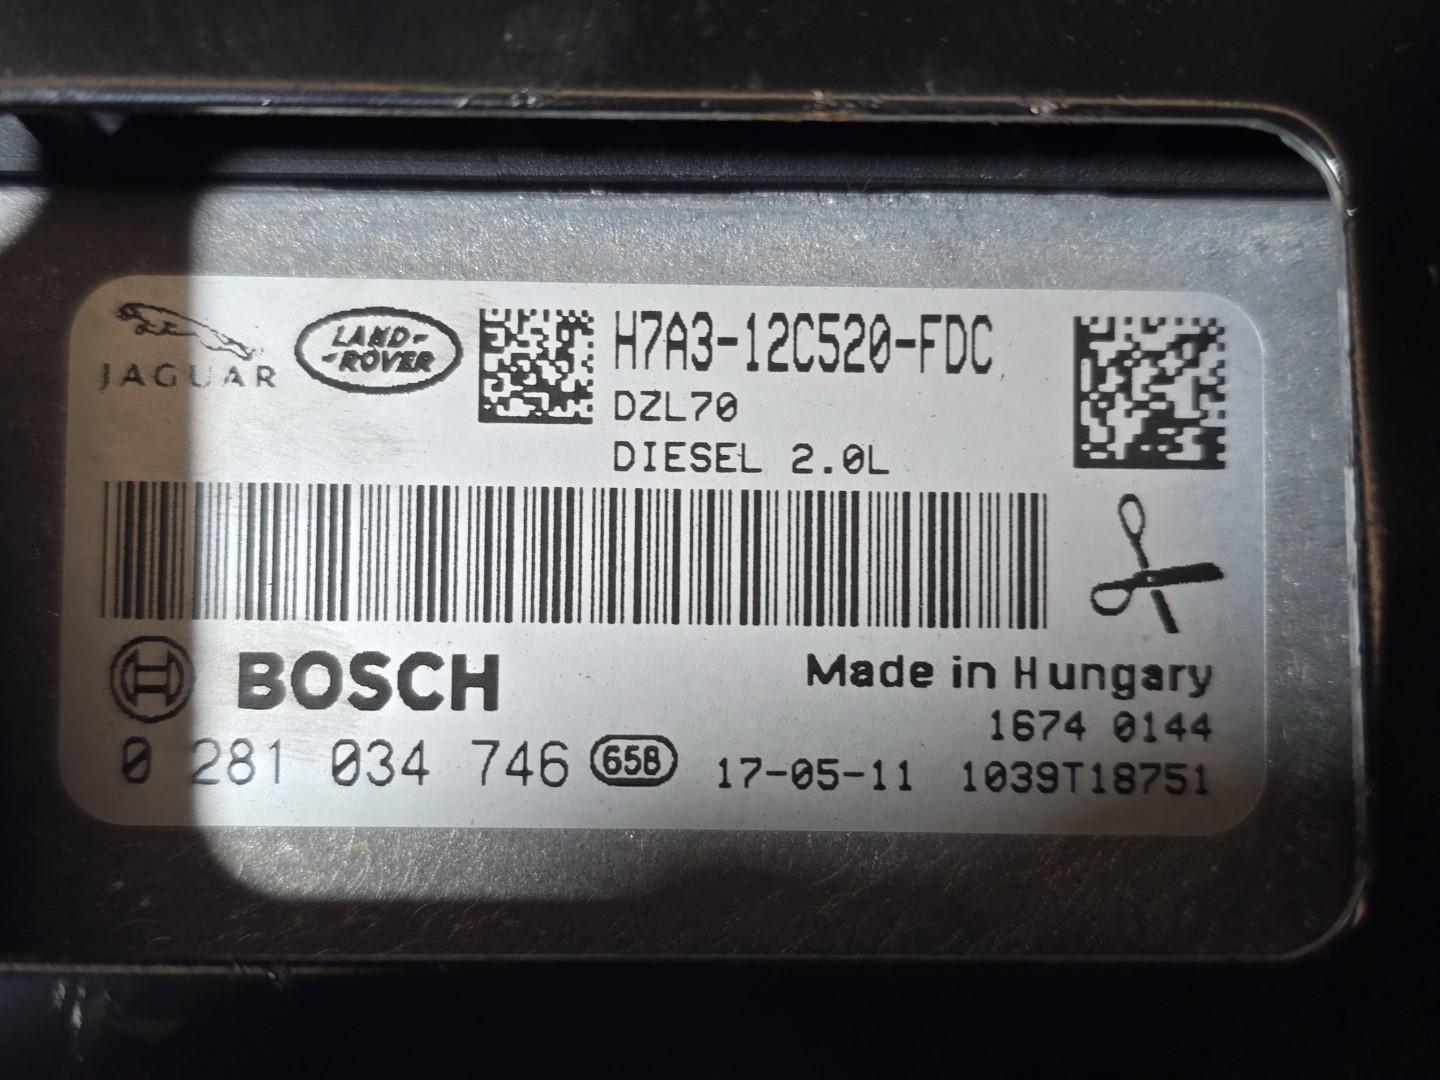 JAGUAR
LAND-
-ROVER
H7A3-12C520-FDC
DZL70
DIESEL 2.0L
BOSCH
Made in Hungary
1674 0144
0 281 034 746 658 17-05-11 1039T18751